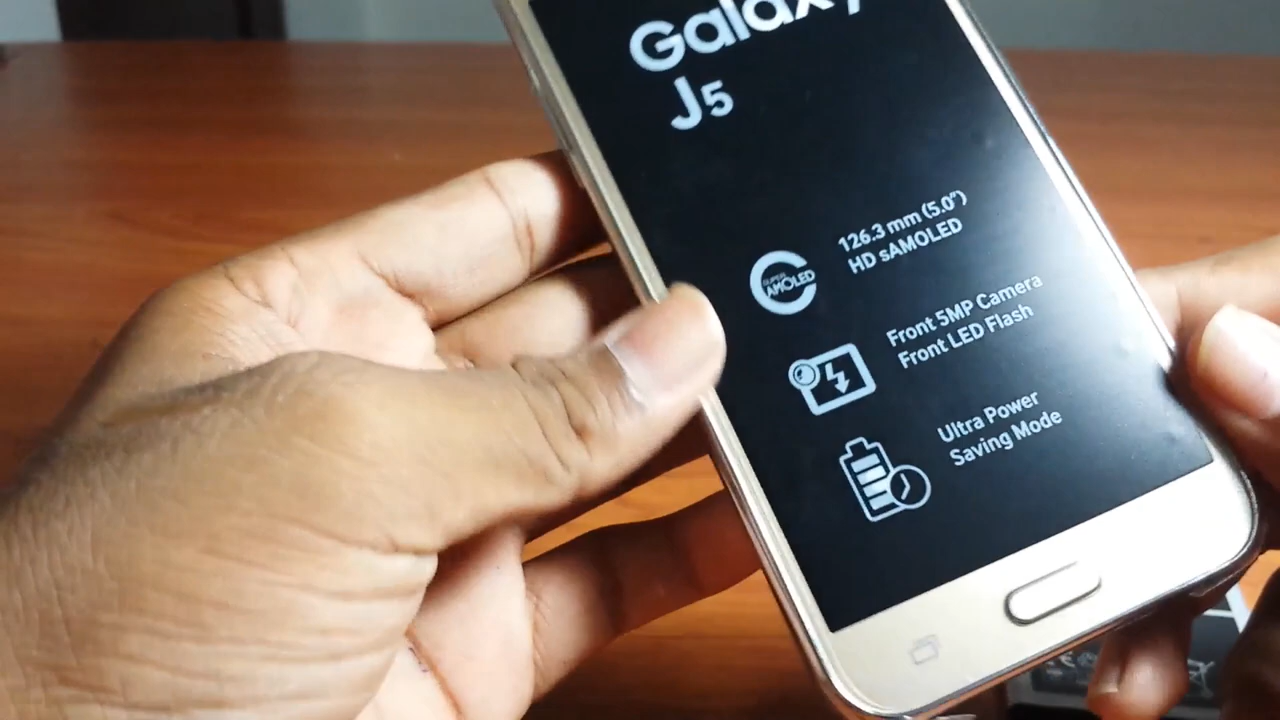 Galaxy
J5
SUPER
AMOLED
126.3 mm (5.0")
HD sAMOLED
Front 5MP Camera
Front LED Flash
Ultra Power
Saving Mode